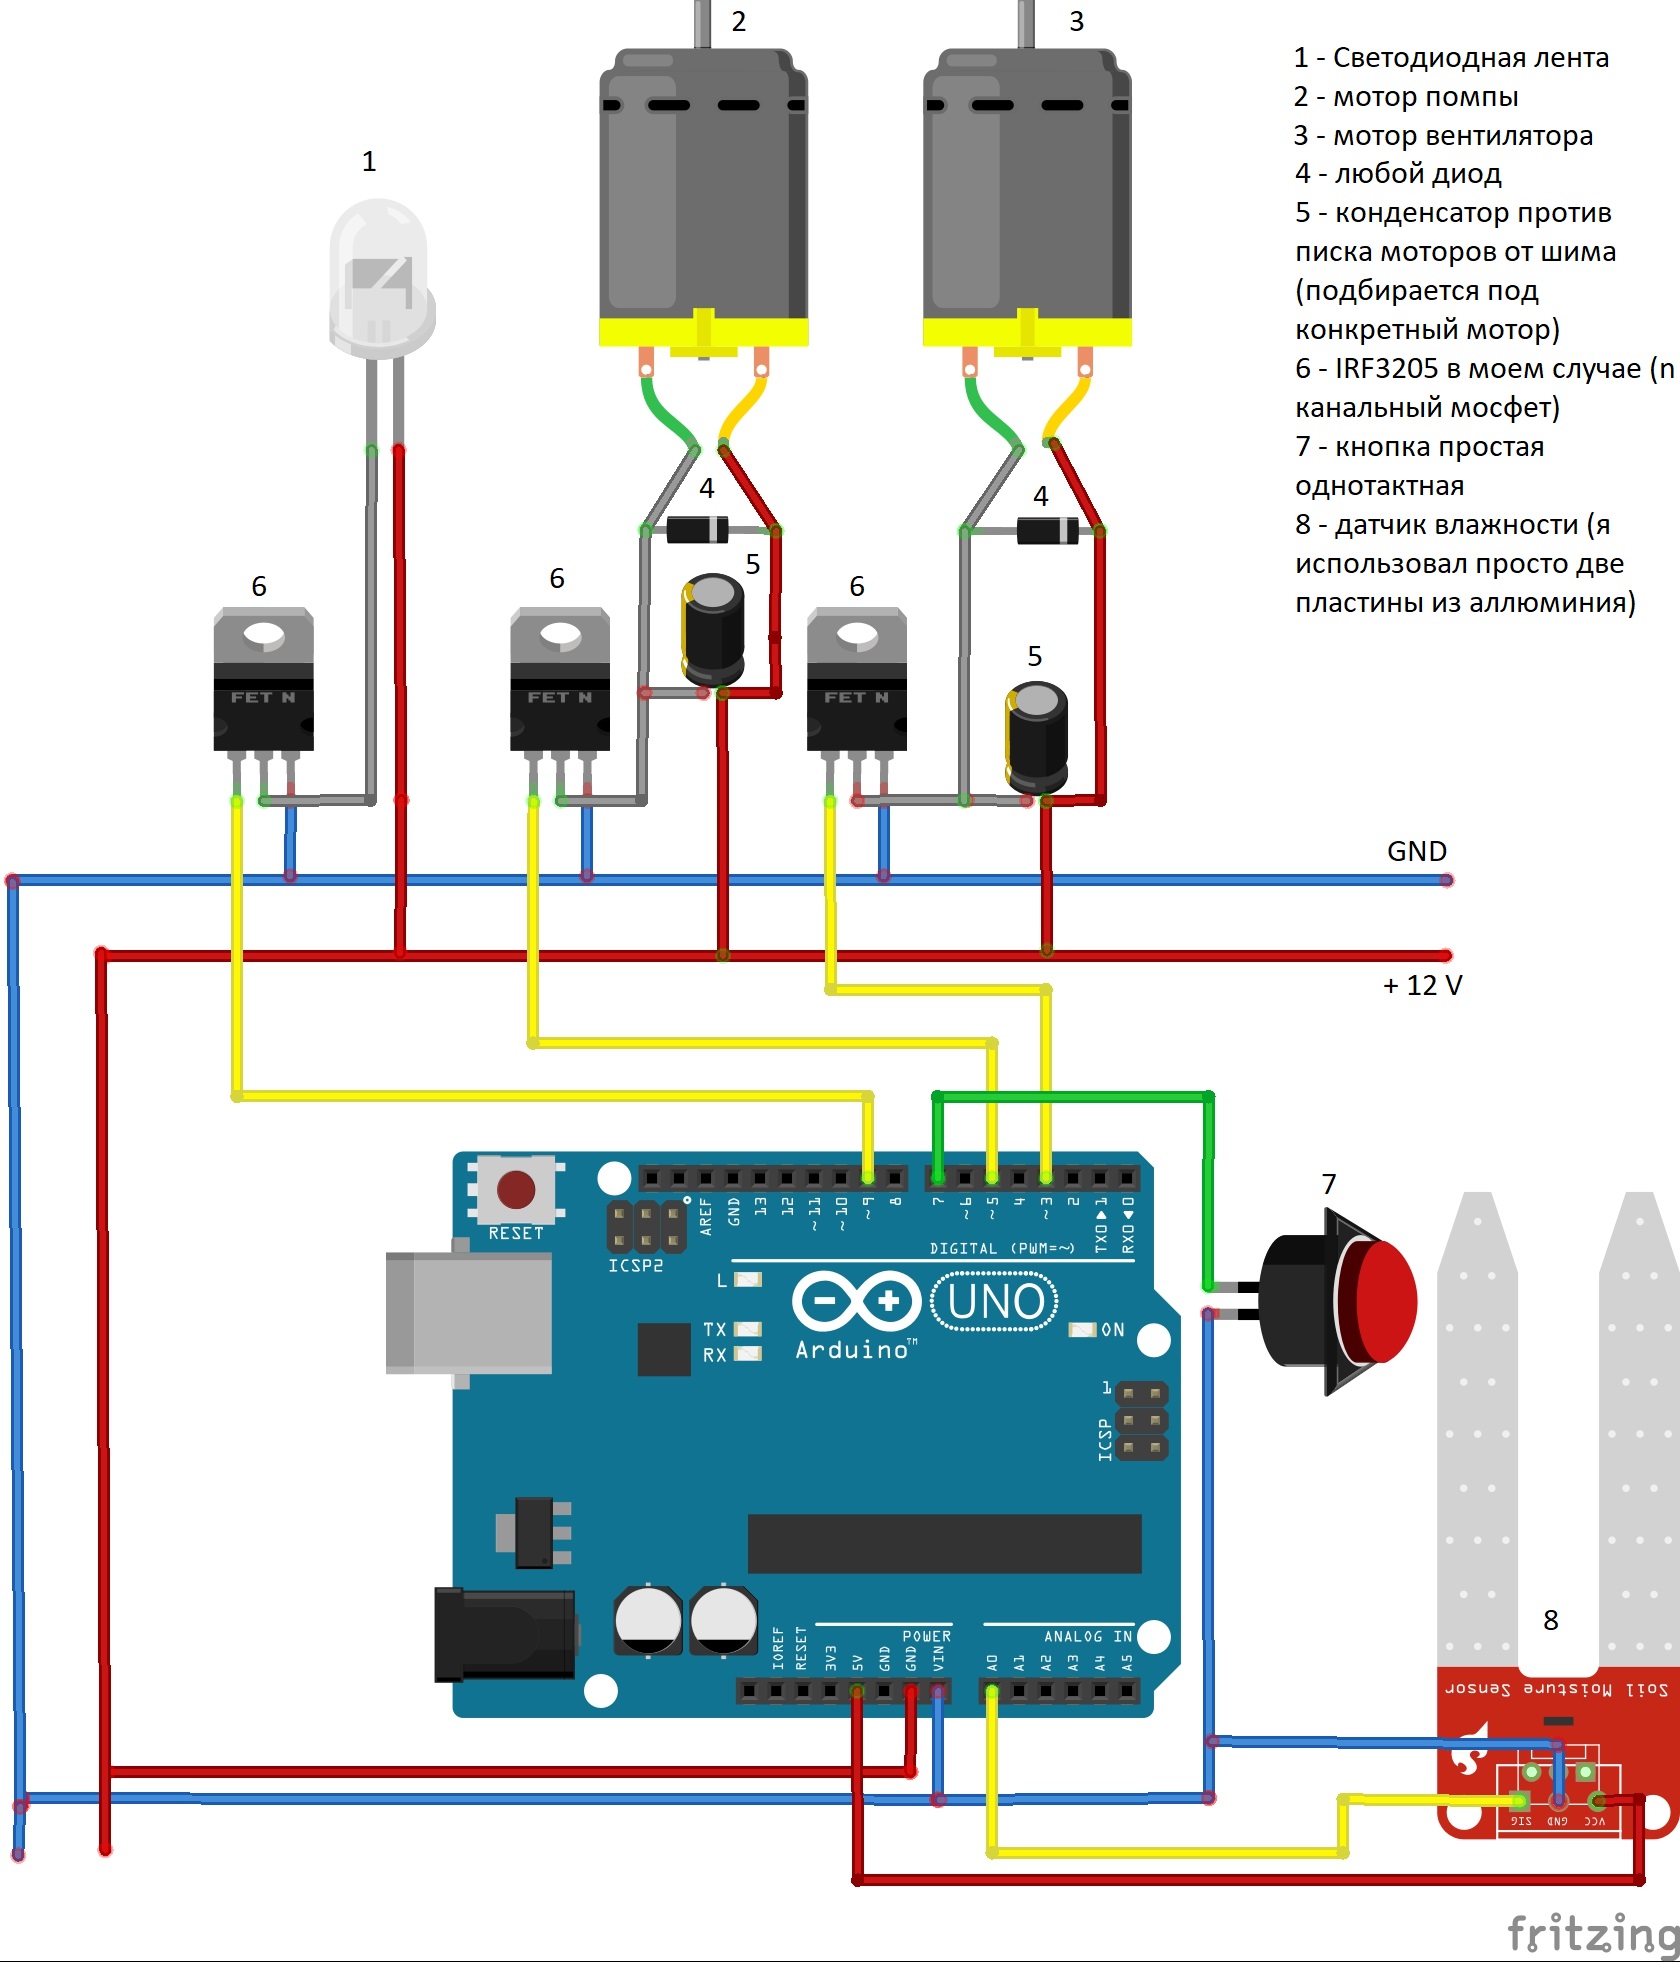 2
3
1 - Светодиодная лента
2 - мотор помпы
3 - мотор вентилятора
4 - любой диод
5 - конденсатор против
писка моторов от шима
(подбирается под
конкретный мотор)
6 - IRF3205 в моем случае (n
канальный мосфет)
7 - кнопка простая
однотактная
8 - датчик влажности (я
использовал просто две
пластины из аллюминия)
1
4
4
5
6
6
6
5
FET N
FET N
FET N
GND
+ 12 V
RESET
ICSP2
AREF
GND
13
12
~11
~10
~9
8
7
~6
~5
4
~3
2
TXO 1
RXO 0
DIGITAL (PWM=~)
L
TX
RX
UNO
Arduino™
ON
1
ICSP
7
8
IOREF
RESET
3V3
5V
GND
GND
VIN
POWER
A0
A1
A2
A3
A4
A5
ANALOG IN
Soil Moisture Sensor
SIG
GND
VCC
fritzing